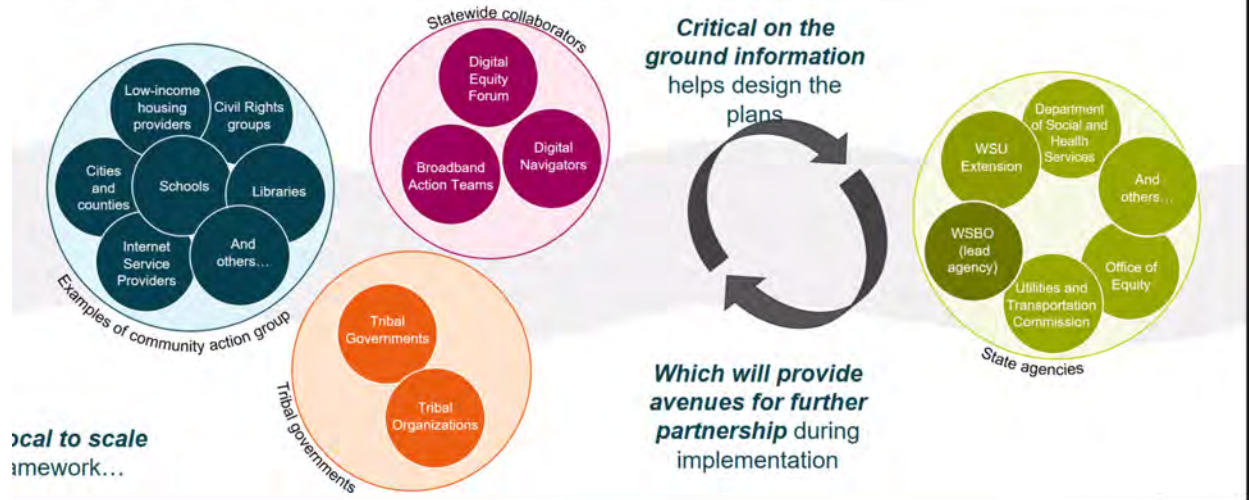 Low-income
housing
providers
Civil Rights
groups
Cities
and
counties
Schools
Libraries
Internet
Service
Providers
And
others…
Examples of community action group
Statewide collaborators
Digital
Equity
Forum
Broadband
Action Teams
Digital
Navigators
Tribal
Governments
Tribal
Organizations
Tribal governments
ocal to scale
amework…
Critical on the
ground information
helps design the
plans
Which will provide
avenues for further
partnership during
implementation
Department
of Social and
Health
Services
WSU
Extension
And
others…
WSBO
(lead
agency)
Office of
Equity
Utilities and
Transportation
Commission
State agencies